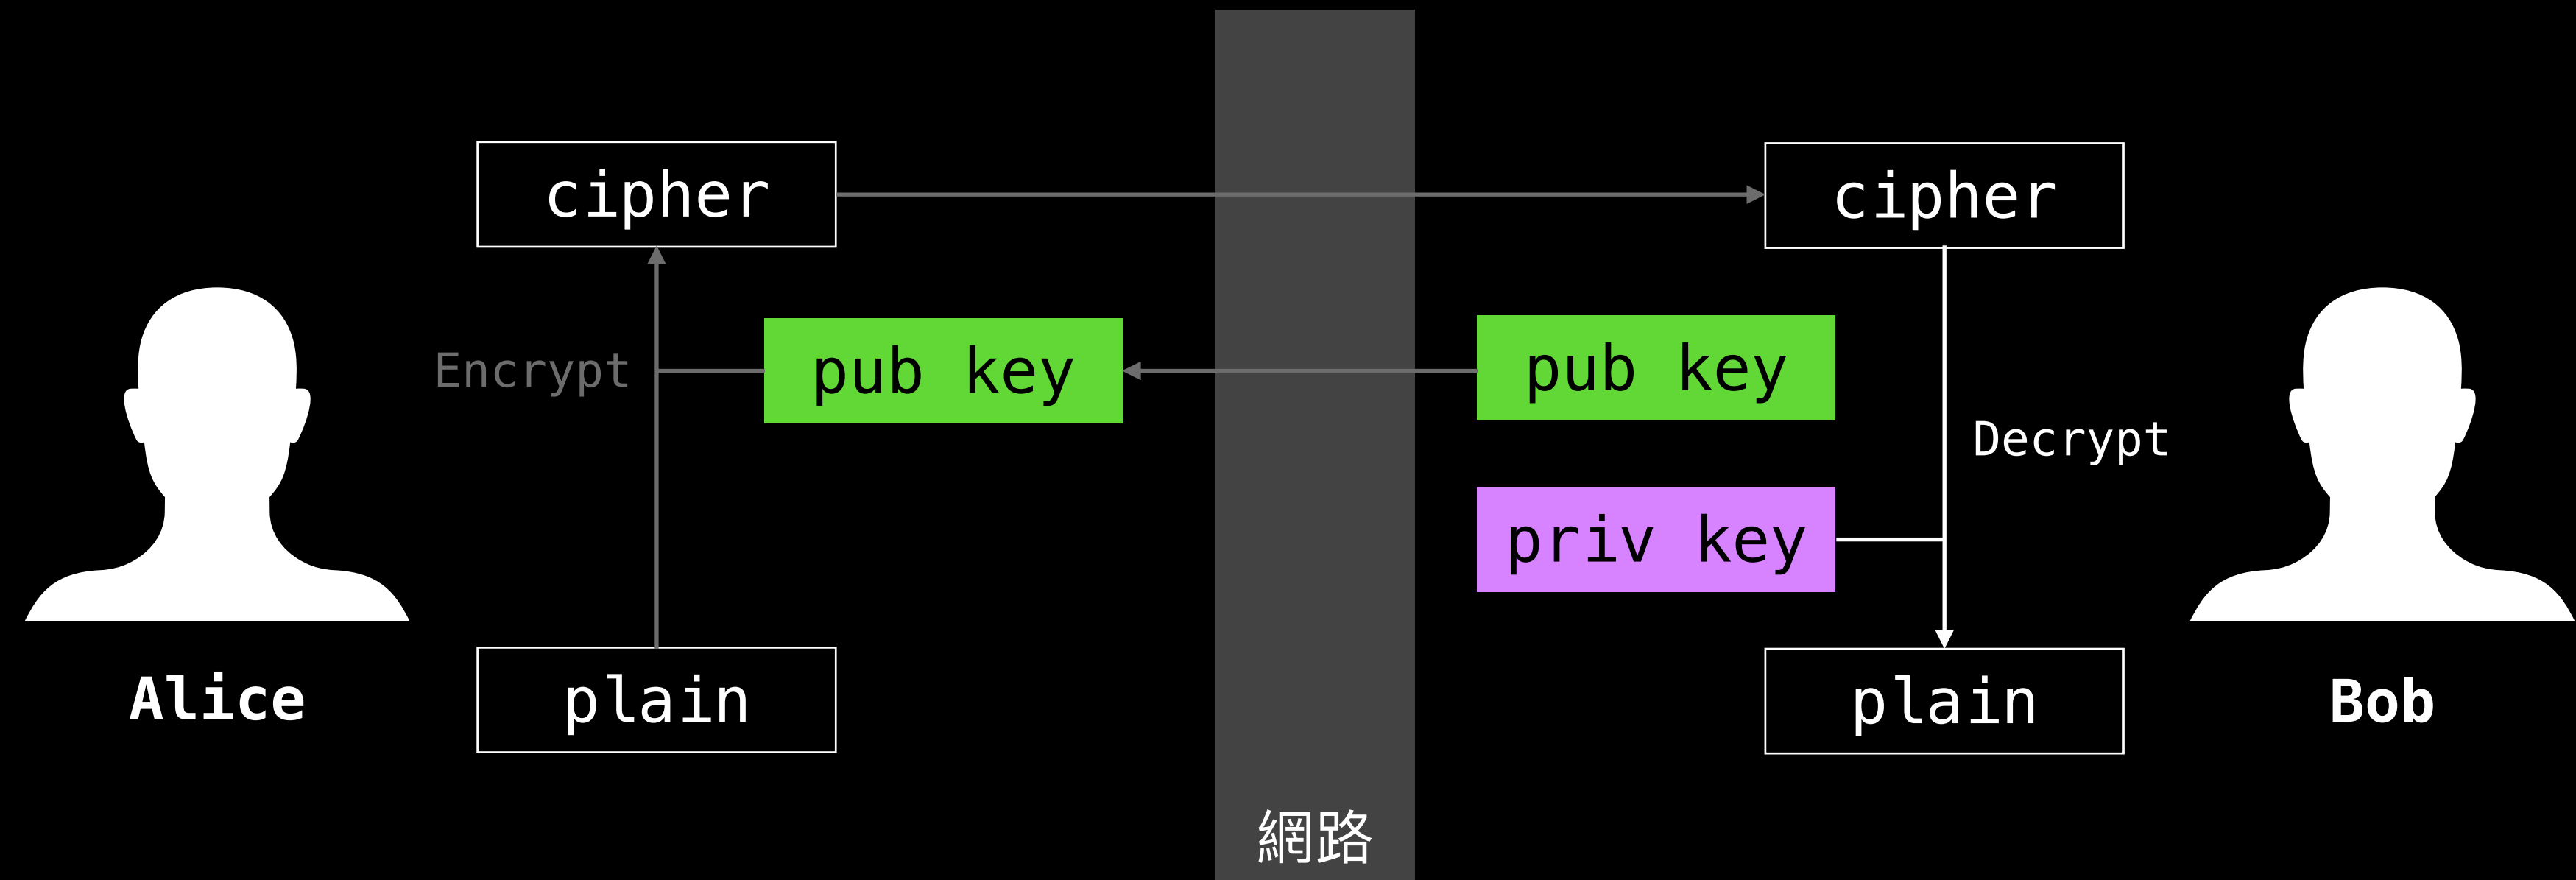 cipher
cipher
Encrypt
pub key
pub key
Decrypt
priv key
Alice
plain
plain
Bob
網路